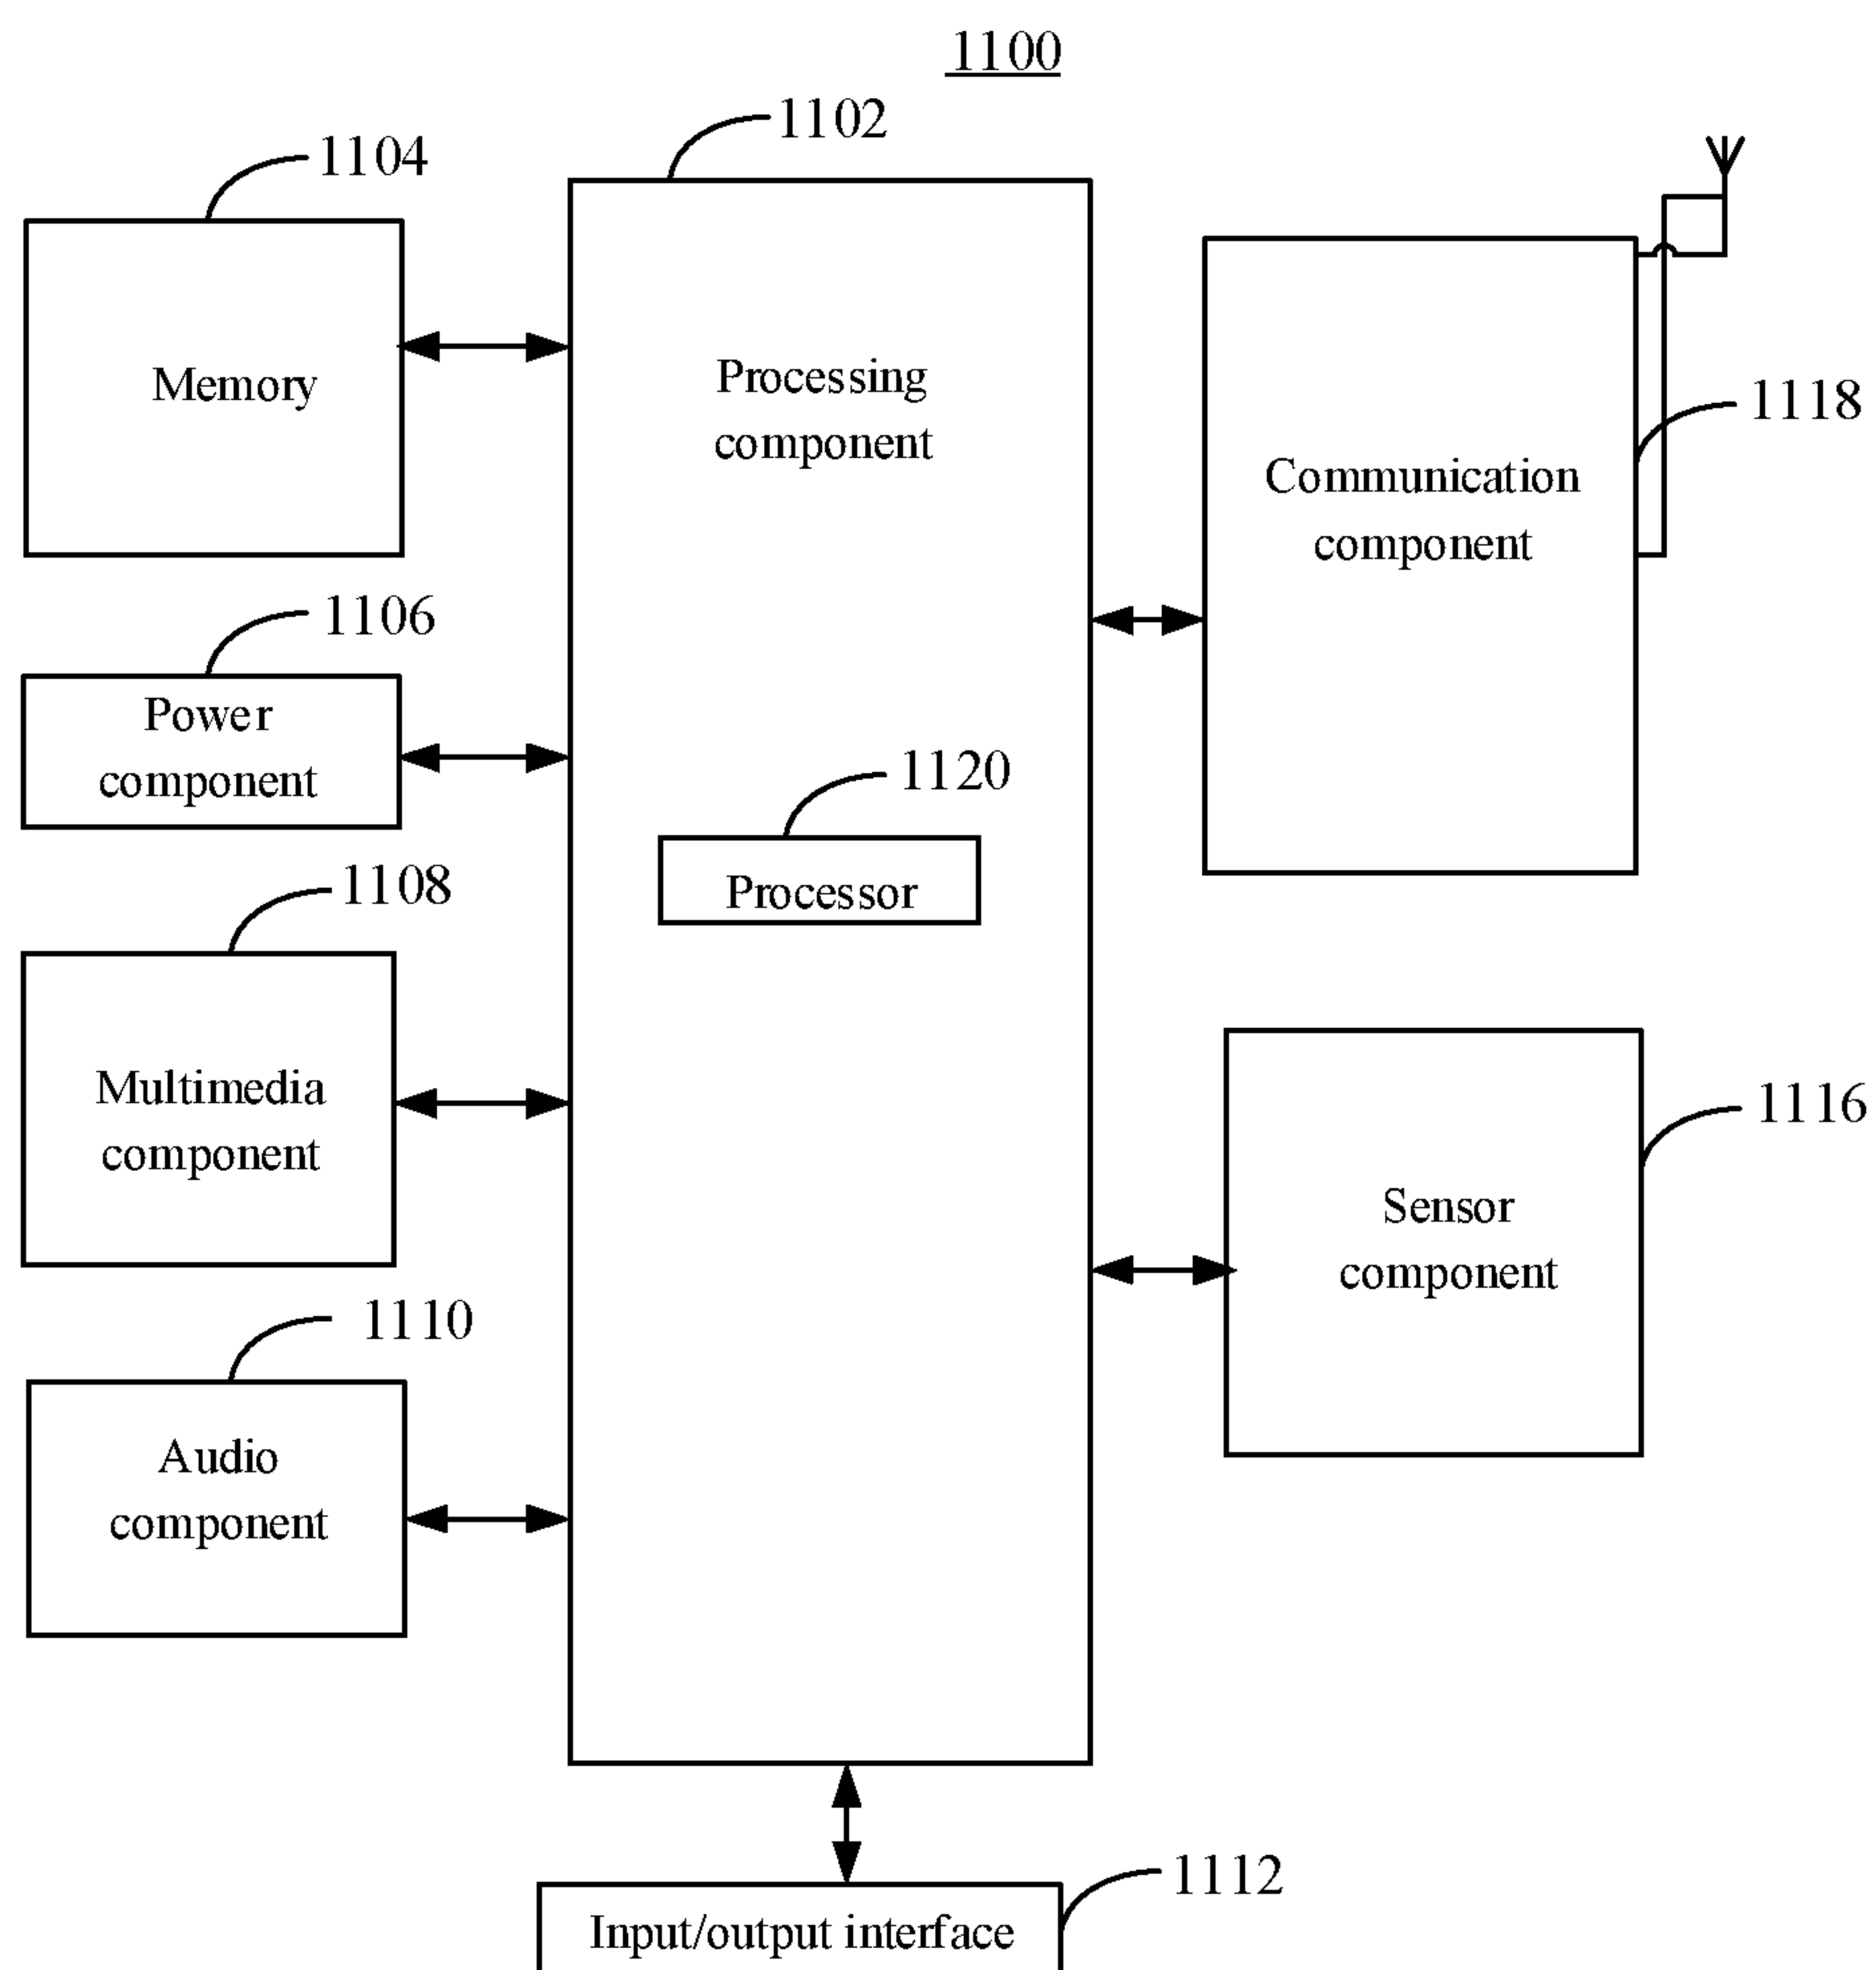 1100
1102
1104
Memory
Processing
component
1118
Communication
component
1106
Power
component
1120
Processor
1108
Multimedia
component
1116
Sensor
component
1110
Audio
component
1112
Input/output interface